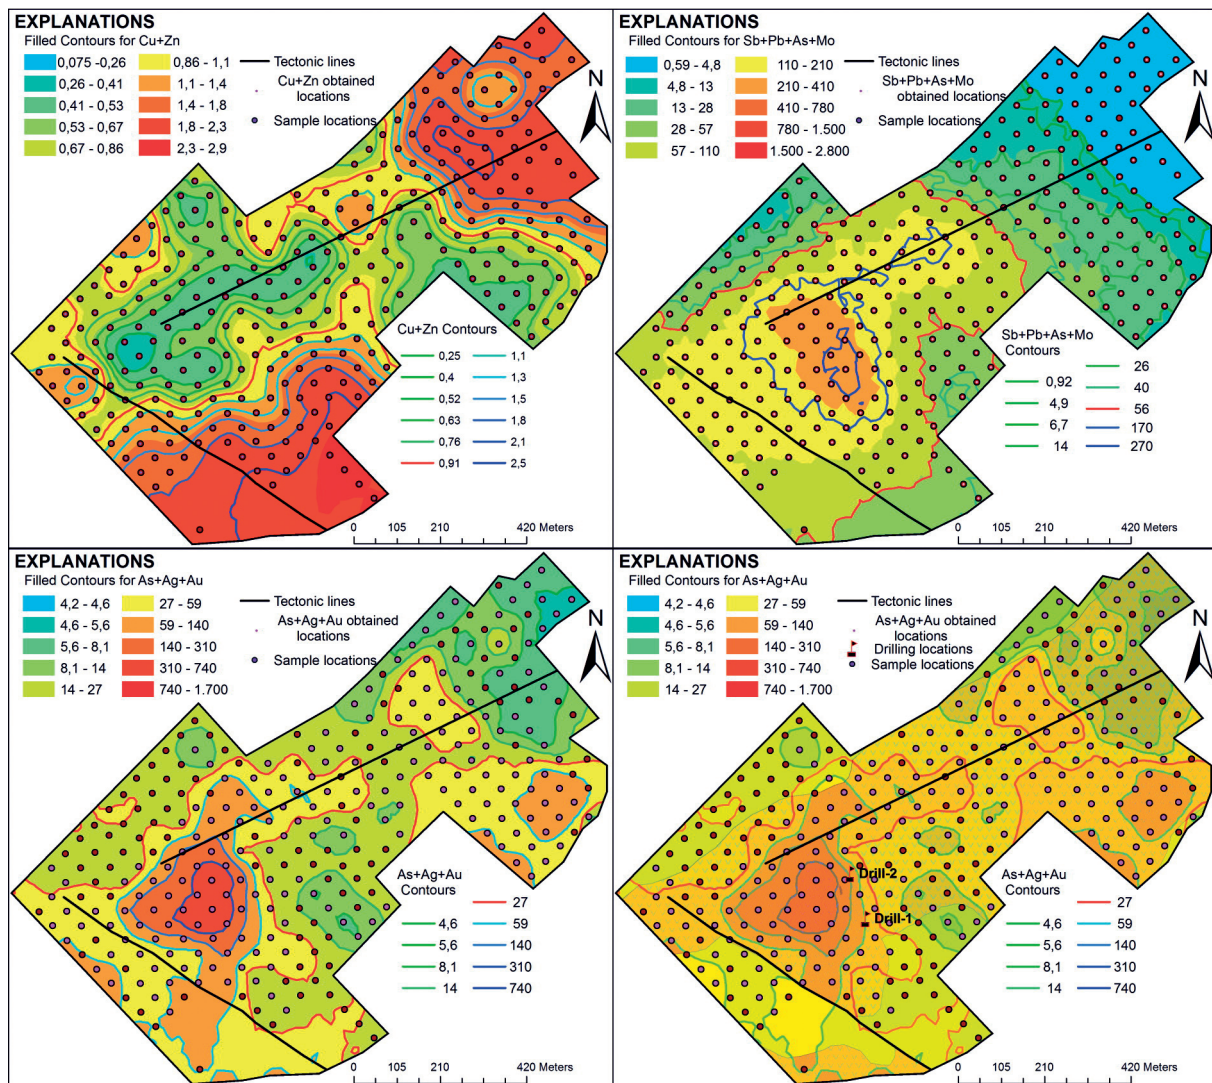 EXPLANATIONS
Filled Contours for Cu+Zn
0,075 -0,26
0,26 - 0,41
0,41 - 0,53
0,53 - 0,67
0,67 - 0,86
0,86 - 1,1
1,1 - 1,4
1,4 - 1,8
1,8 - 2,3
2,3 - 2,9
Tectonic lines
Cu+Zn obtained
locations
Sample locations
N
Cu+Zn Contours
0,25
0,4
0,52
0,63
0,76
0,91
1,1
1,3
1,5
1,8
2,1
2,5
0 105 210 420 Meters
EXPLANATIONS
Filled Contours for Sb+Pb+As+Mo
0,59 - 4,8
4,8 - 13
13 - 28
28 - 57
57 - 110
110 - 210
210 - 410
410 - 780
780 - 1.500
1.500 - 2.800
Tectonic lines
Sb+Pb+As+Mo
obtained locations
Sample locations
N
Sb+Pb+As+Mo
Contours
0,92
4,9
6,7
14
26
40
56
170
270
0 105 210 420 Meters
EXPLANATIONS
Filled Contours for As+Ag+Au
4,2 - 4,6
4,6 - 5,6
5,6 - 8,1
8,1 - 14
14 - 27
27 - 59
59 - 140
140 - 310
310 - 740
740 - 1.700
Tectonic lines
As+Ag+Au obtained
locations
Sample locations
N
As+Ag+Au
Contours
4,6
5,6
8,1
14
27
59
140
310
740
0 105 210 420 Meters
EXPLANATIONS
Filled Contours for As+Ag+Au
4,2 - 4,6
4,6 - 5,6
5,6 - 8,1
8,1 - 14
14 - 27
27 - 59
59 - 140
140 - 310
310 - 740
740 - 1.700
Tectonic lines
As+Ag+Au obtained
locations
Drilling locations
Sample locations
N
Drill-2
Drill-1
As+Ag+Au
Contours
4,6
5,6
8,1
14
27
59
140
310
740
0 105 210 420 Meters